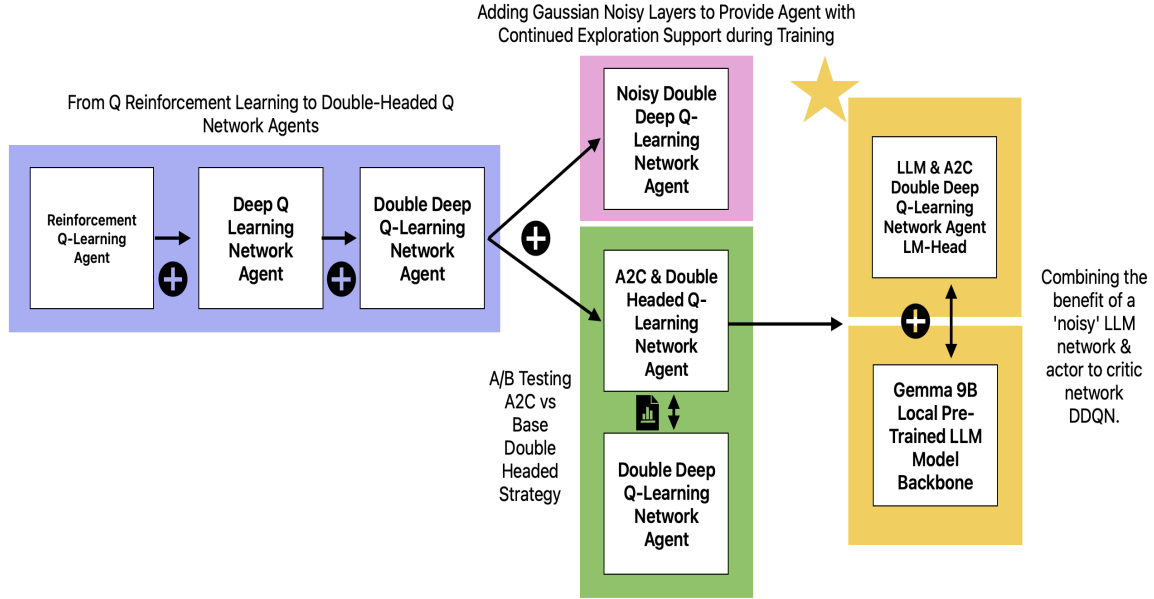 Adding Gaussian Noisy Layers to Provide Agent with
Continued Exploration Support during Training
From Q Reinforcement Learning to Double-Headed Q
Network Agents
Reinforcement
Q-Learning
Agent
Deep Q
Learning
Network
Agent
Double Deep
Q-Learning
Network
Agent
Noisy Double
Deep Q-
Learning
Network
Agent
A2C & Double
Headed Q-
Learning
Network
Agent
A/B Testing
A2C vs
Base
Double
Headed
Strategy
Double Deep
Q-Learning
Network
Agent
LLM & A2C
Double Deep
Q-Learning
Network Agent
LM-Head
Gemma 9B
Local Pre-
Trained LLM
Model
Backbone
Combining the
benefit of a
'noisy' LLM
network &
actor to critic
network
DDQN.